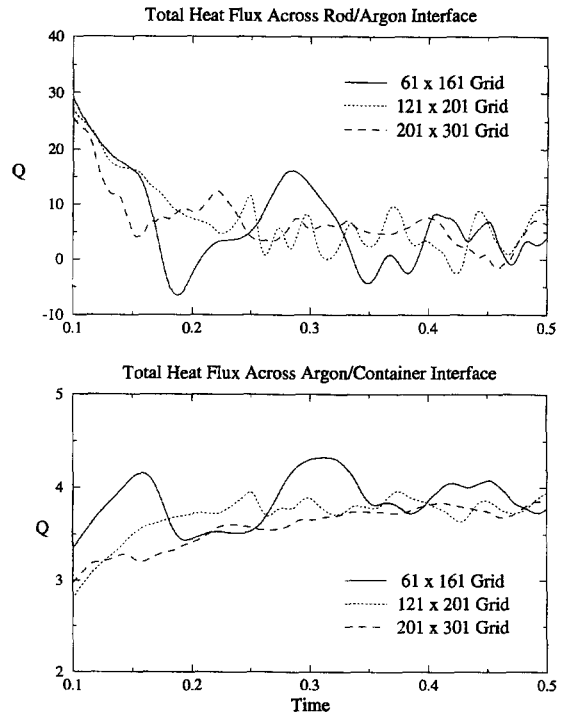 Total Heat Flux Across Rod/Argon Interface
40
30
20
10
0
-10
Q
61 x 161 Grid
121 x 201 Grid
201 x 301 Grid
0.1 0.2 0.3 0.4 0.5
Total Heat Flux Across Argon/Container Interface
5
4
3
2
Q
61 x 161 Grid
121 x 201 Grid
201 x 301 Grid
0.1 0.2 0.3 0.4 0.5
Time